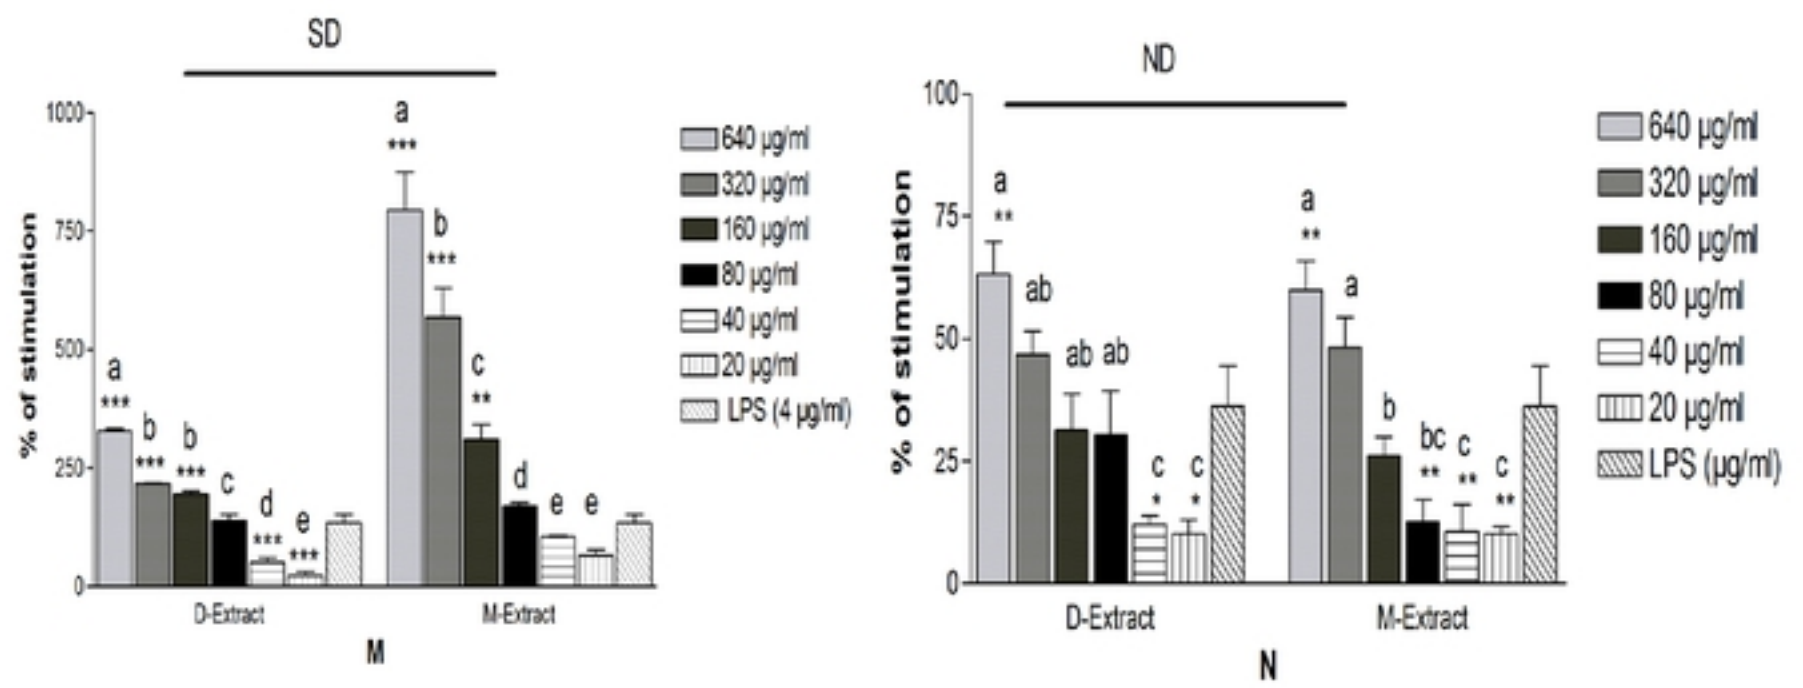 SD
1000
750
500
250
0
% of stimulation
a
***
b
***
b
***
c
d
***
e
***
a
***
b
***
c
**
d
e
e
D-Extract
M-Extract
640 µg/ml
320 µg/ml
160 µg/ml
80 µg/ml
40 µg/ml
20 µg/ml
LPS (4 µg/ml)
M
ND
100
75
50
25
0
% of stimulation
a
**
ab
ab
ab
c
*
c
*
a
**
a
b
bc
**
c
**
c
**
D-Extract
M-Extract
640 µg/ml
320 µg/ml
160 µg/ml
80 µg/ml
40 µg/ml
20 µg/ml
LPS (µg/ml)
N